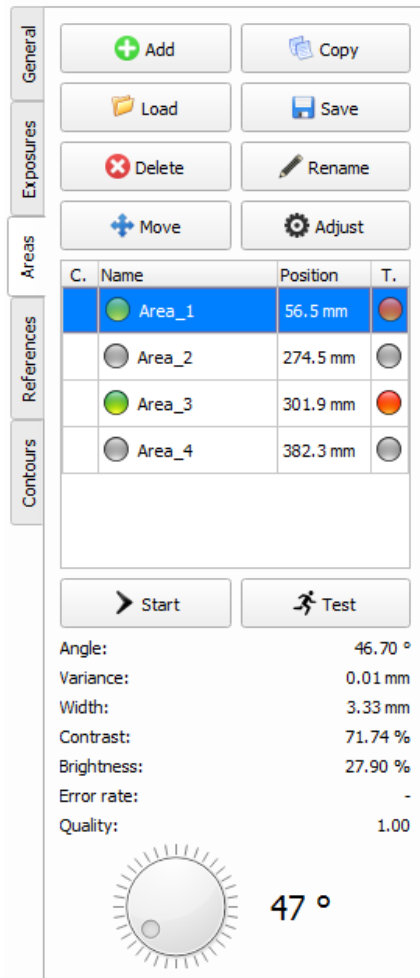 General
Exposures
Areas
References
Contours
Add
Copy
Load
Save
Delete
Rename
Move
Adjust
C. Name Position T.
Area_1 56.5 mm
Area_2 274.5 mm
Area_3 301.9 mm
Area_4 382.3 mm
Start
Test
Angle: 46.70 °
Variance: 0.01 mm
Width: 3.33 mm
Contrast: 71.74 %
Brightness: 27.90 %
Error rate: -
Quality: 1.00
47 °